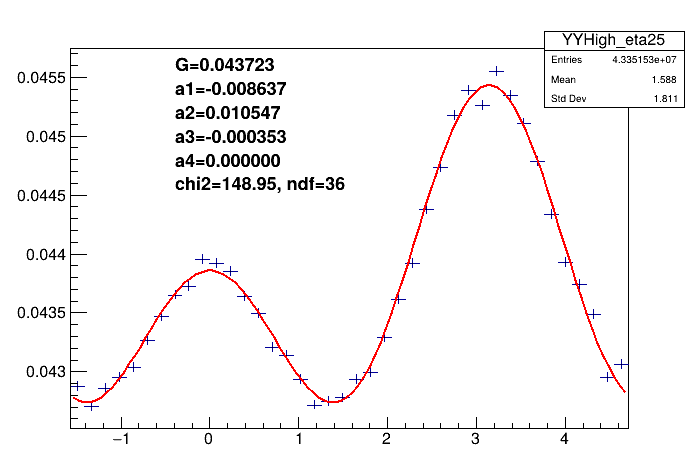 YYHigh_eta25
Entries 4.335153e+07
Mean 1.588
Std Dev 1.811
G=0.043723
a1=-0.008637
a2=0.010547
a3=-0.000353
a4=0.000000
chi2=148.95, ndf=36
0.0455
0.045
0.0445
0.044
0.0435
0.043
−1 0 1 2 3 4